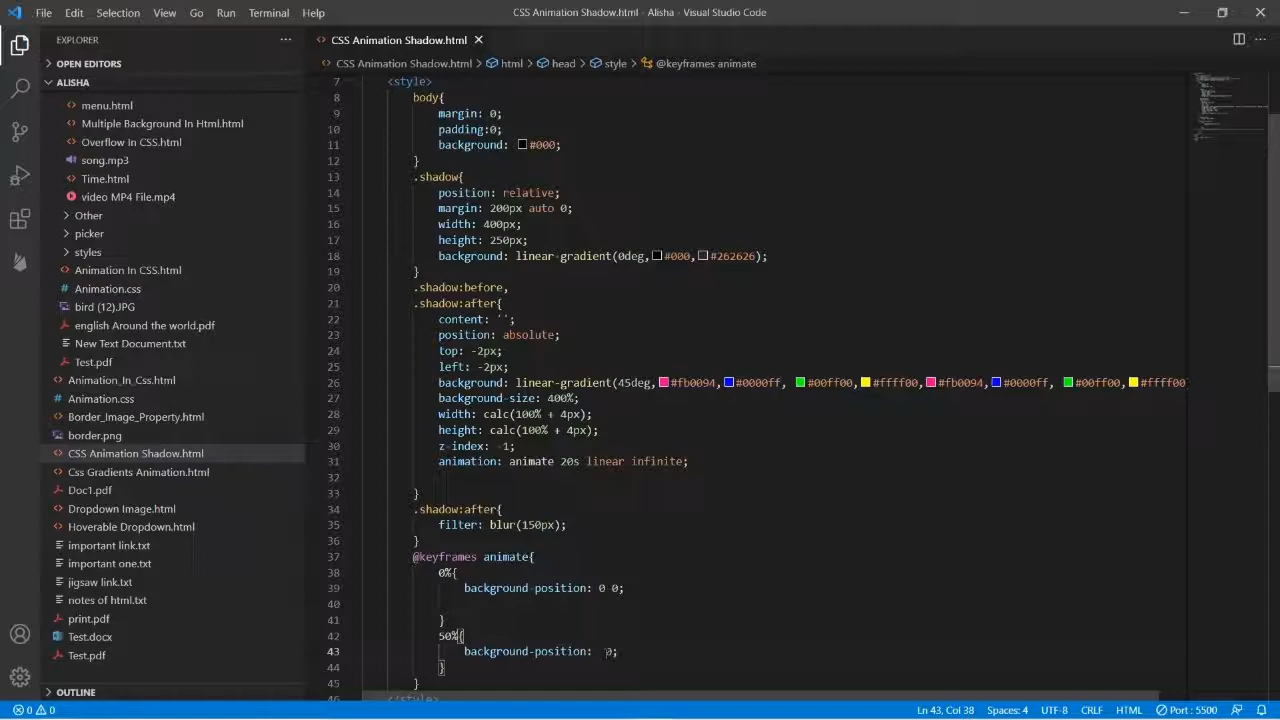 File Edit Selection View Go Run Terminal Help CSS Animation Shadow.html - Alisha - Visual Studio Code
EXPLORER
OPEN EDITORS
ALISHA
menu.html
Multiple Background In Html.html
Overflow In CSS.html
song.mp3
Time.html
video MP4 File.mp4
Other
picker
styles
Animation In CSS.html
Animation.css
bird (12).JPG
english Around the world.pdf
New Text Document.txt
Test.pdf
Animation_In_Css.html
Animation.css
Border_Image_Property.html
border.png
CSS Animation Shadow.html
Css Gradients Animation.html
Doc1.pdf
Dropdown Image.html
Hoverable Dropdown.html
important link.txt
important one.txt
jigsaw link.txt
notes of html.txt
print.pdf
Test.docx
Test.pdf
OUTLINE
CSS Animation Shadow.html
CSS Animation Shadow.html > html > head > style > @keyframes animate
7 <style>
8 body{
9 margin: 0;
10 padding:0;
11 background: #000;
12 }
13 .shadow{
14 position: relative;
15 margin: 200px auto 0;
16 width: 400px;
17 height: 250px;
18 background: linear-gradient(0deg,#000,#262626);
19 }
20 .shadow:before,
21 .shadow:after{
22 content: '';
23 position: absolute;
24 top: -2px;
25 left: -2px;
26 background: linear-gradient(45deg,#fb0094,#0000ff, #00ff00,#ffff00,#fb0094,#0000ff, #00ff00,#ffff00
27 background-size: 400%;
28 width: calc(100% + 4px);
29 height: calc(100% + 4px);
30 z-index: -1;
31 animation: animate 20s linear infinite;
32
33 }
34 .shadow:after{
35 filter: blur(150px);
36 }
37 @keyframes animate{
38 0%{
39 background-position: 0 0;
40
41 }
42 50%{
43 background-position: 0;
44 }
45 }
46 </style>
0 0 Ln 43, Col 38 Spaces: 4 UTF-8 CRLF HTML Port : 5500